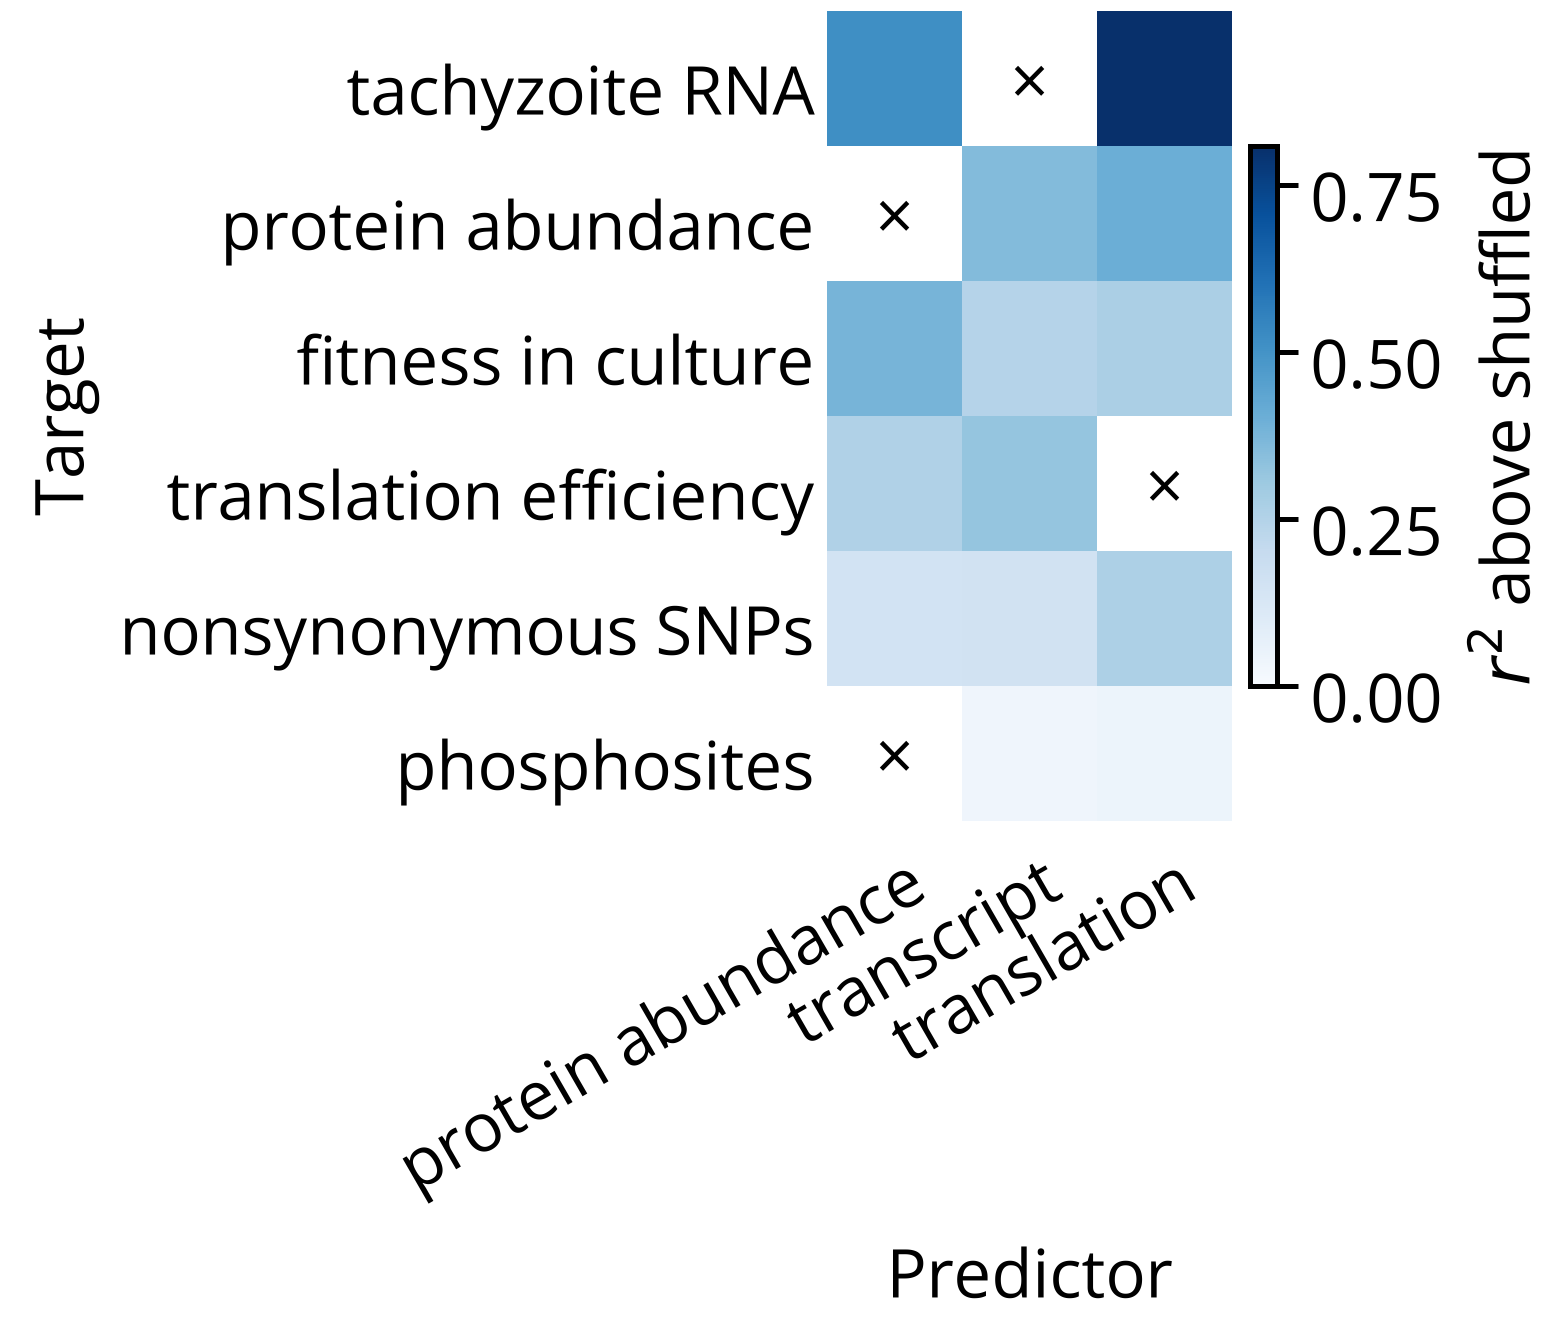 tachyzoite RNA
×
protein abundance
×
fitness in culture
translation efficiency
×
nonsynonymous SNPs
phosphosites
×
Target
protein abundance
transcript
translation
Predictor
0.75
0.50
0.25
0.00
r² above shuffled